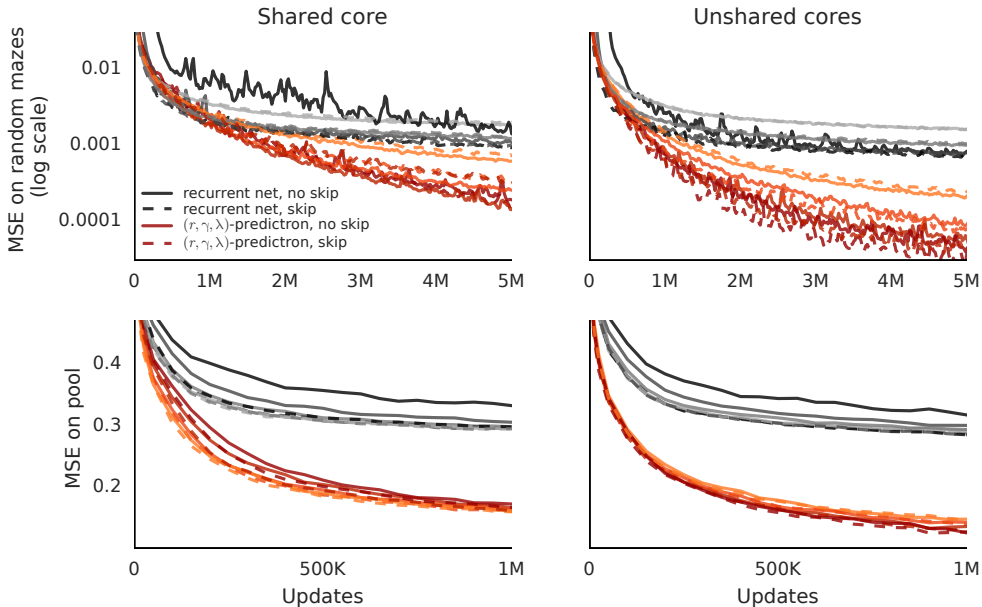 Shared core
Unshared cores
MSE on random mazes
(log scale)
0.01
0.001
0.0001
recurrent net, no skip
recurrent net, skip
(r, γ, λ)-predictron, no skip
(r, γ, λ)-predictron, skip
0 1M 2M 3M 4M 5M
0 1M 2M 3M 4M 5M
MSE on pool
0.4
0.3
0.2
0 500K 1M
0 500K 1M
Updates
Updates